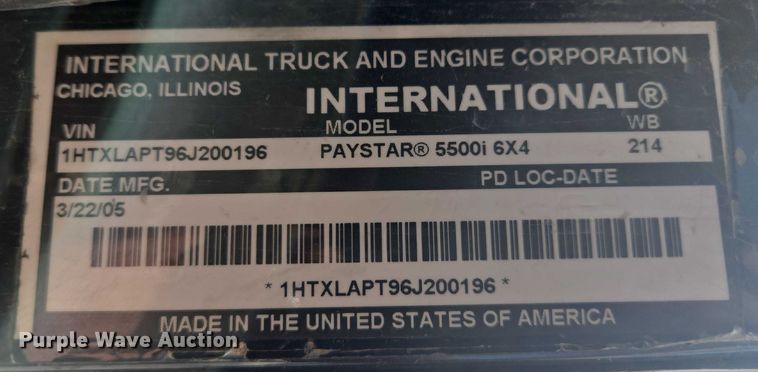 INTERNATIONAL TRUCK AND ENGINE CORPORATION
CHICAGO, ILLINOIS
INTERNATIONAL®
VIN MODEL WB
1HTXLAPT96J200196 PAYSTAR® 5500i 6X4 214
DATE MFG. PD LOC-DATE
3/22/05
* 1HTXLAPT96J200196 *
MADE IN THE UNITED STATES OF AMERICA
Purple Wave Auction